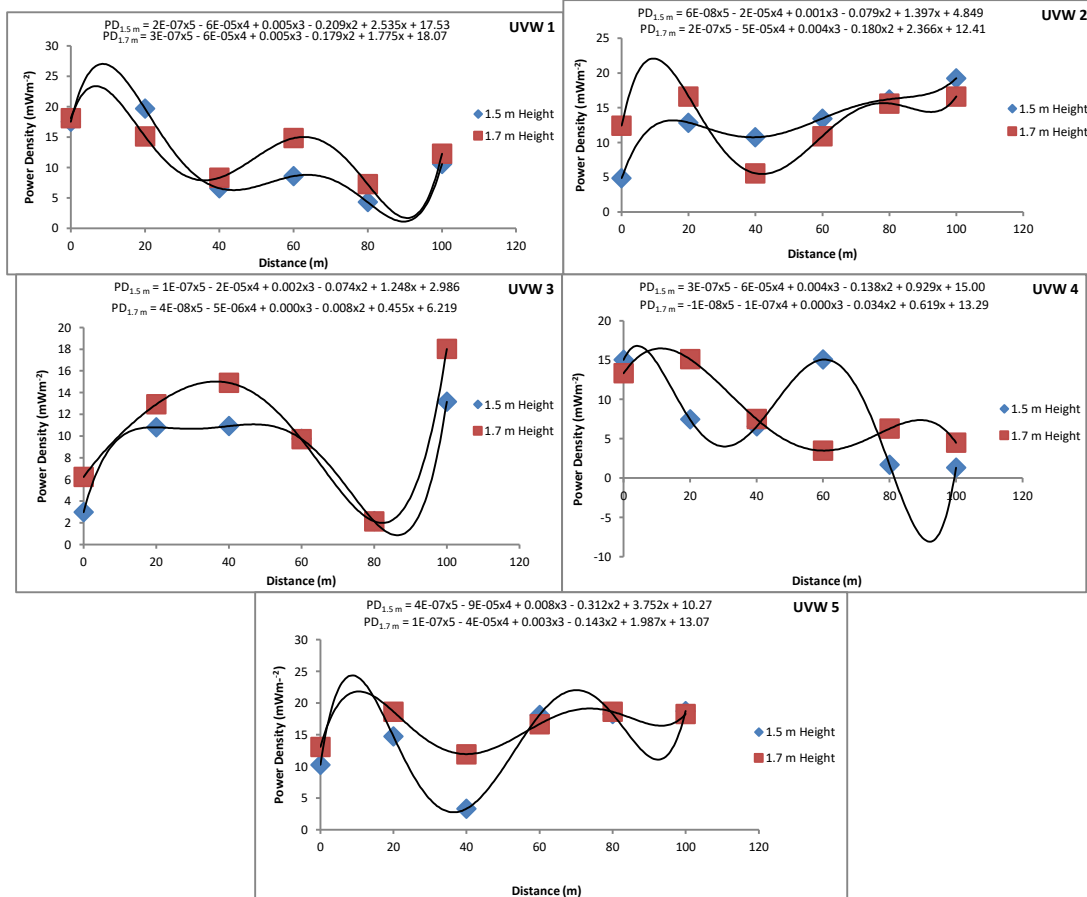 PD1.5 m = 2E-07x5 - 6E-05x4 + 0.005x3 - 0.209x2 + 2.535x + 17.53
PD1.7 m = 3E-07x5 - 6E-05x4 + 0.005x3 - 0.179x2 + 1.775x + 18.07
UVW 1
30
25
20
15
10
5
0
0 20 40 60 80 100 120
Power Density (mWm-2)
Distance (m)
1.5 m Height
1.7 m Height
PD1.5 m = 6E-08x5 - 2E-05x4 + 0.001x3 - 0.079x2 + 1.397x + 4.849
PD1.7 m = 2E-07x5 - 5E-05x4 + 0.004x3 - 0.180x2 + 2.366x + 12.41
UVW 2
25
20
15
10
5
0
0 20 40 60 80 100 120
Power Density (mWm-2)
Distance (m)
1.5 m Height
1.7 m Height
PD1.5 m = 1E-07x5 - 2E-05x4 + 0.002x3 - 0.074x2 + 1.248x + 2.986
PD1.7 m = 4E-08x5 - 5E-06x4 + 0.000x3 - 0.008x2 + 0.455x + 6.219
UVW 3
20
18
16
14
12
10
8
6
4
2
0
0 20 40 60 80 100 120
Power Density (mWm-2)
Distance (m)
1.5 m Height
1.7 m Height
PD1.5 m = 3E-07x5 - 6E-05x4 + 0.004x3 - 0.138x2 + 0.929x + 15.00
PD1.7 m = -1E-08x5 - 1E-07x4 + 0.000x3 - 0.034x2 + 0.619x + 13.29
UVW 4
20
15
10
5
0
-5
-10
0 20 40 60 80 100 120
Power Density (mWm-2)
Distance (m)
1.5 m Height
1.7 m Height
PD1.5 m = 4E-07x5 - 9E-05x4 + 0.008x3 - 0.312x2 + 3.752x + 10.27
PD1.7 m = 1E-07x5 - 4E-05x4 + 0.003x3 - 0.143x2 + 1.987x + 13.07
UVW 5
30
25
20
15
10
5
0
0 20 40 60 80 100 120
Power Density (mWm-2)
Distance (m)
1.5 m Height
1.7 m Height